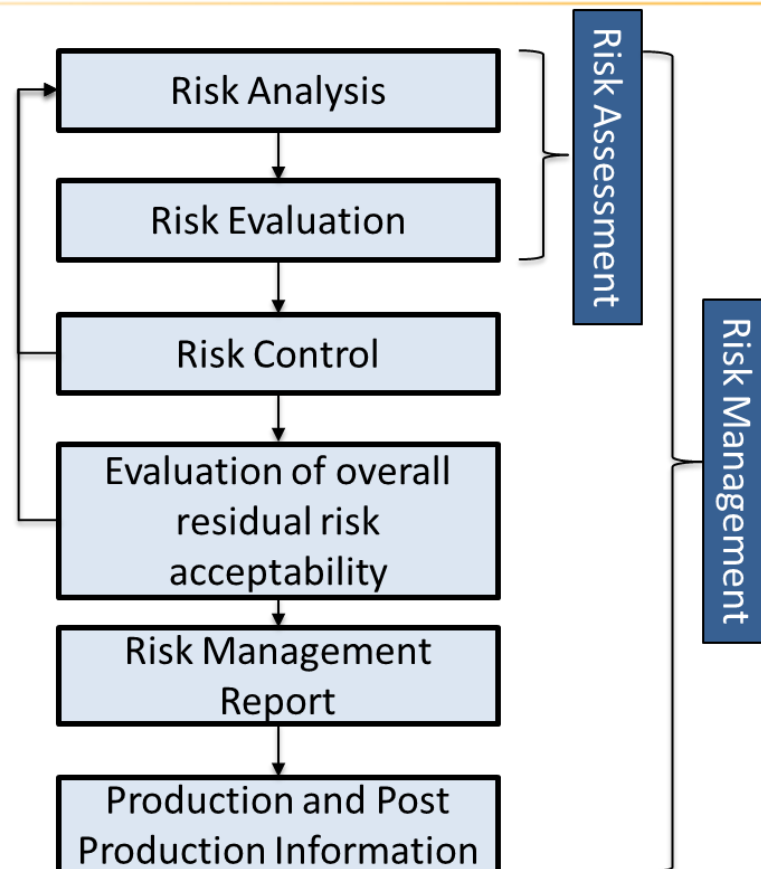 Risk Analysis
Risk Evaluation
Risk Control
Evaluation of overall
residual risk
acceptability
Risk Management
Report
Production and Post
Production Information
Risk Assessment
Risk Management